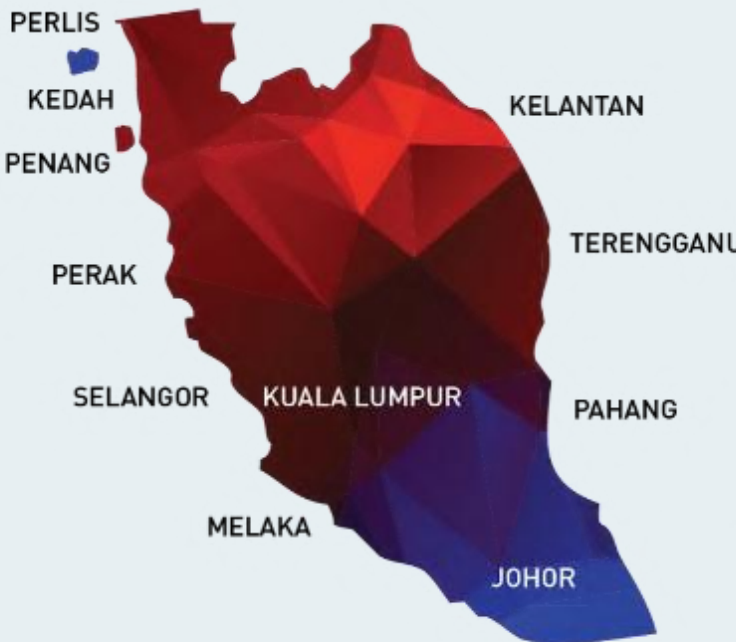 PERLIS
KEDAH
KELANTAN
PENANG
TERENGGANU
PERAK
SELANGOR
KUALA LUMPUR
PAHANG
MELAKA
JOHOR